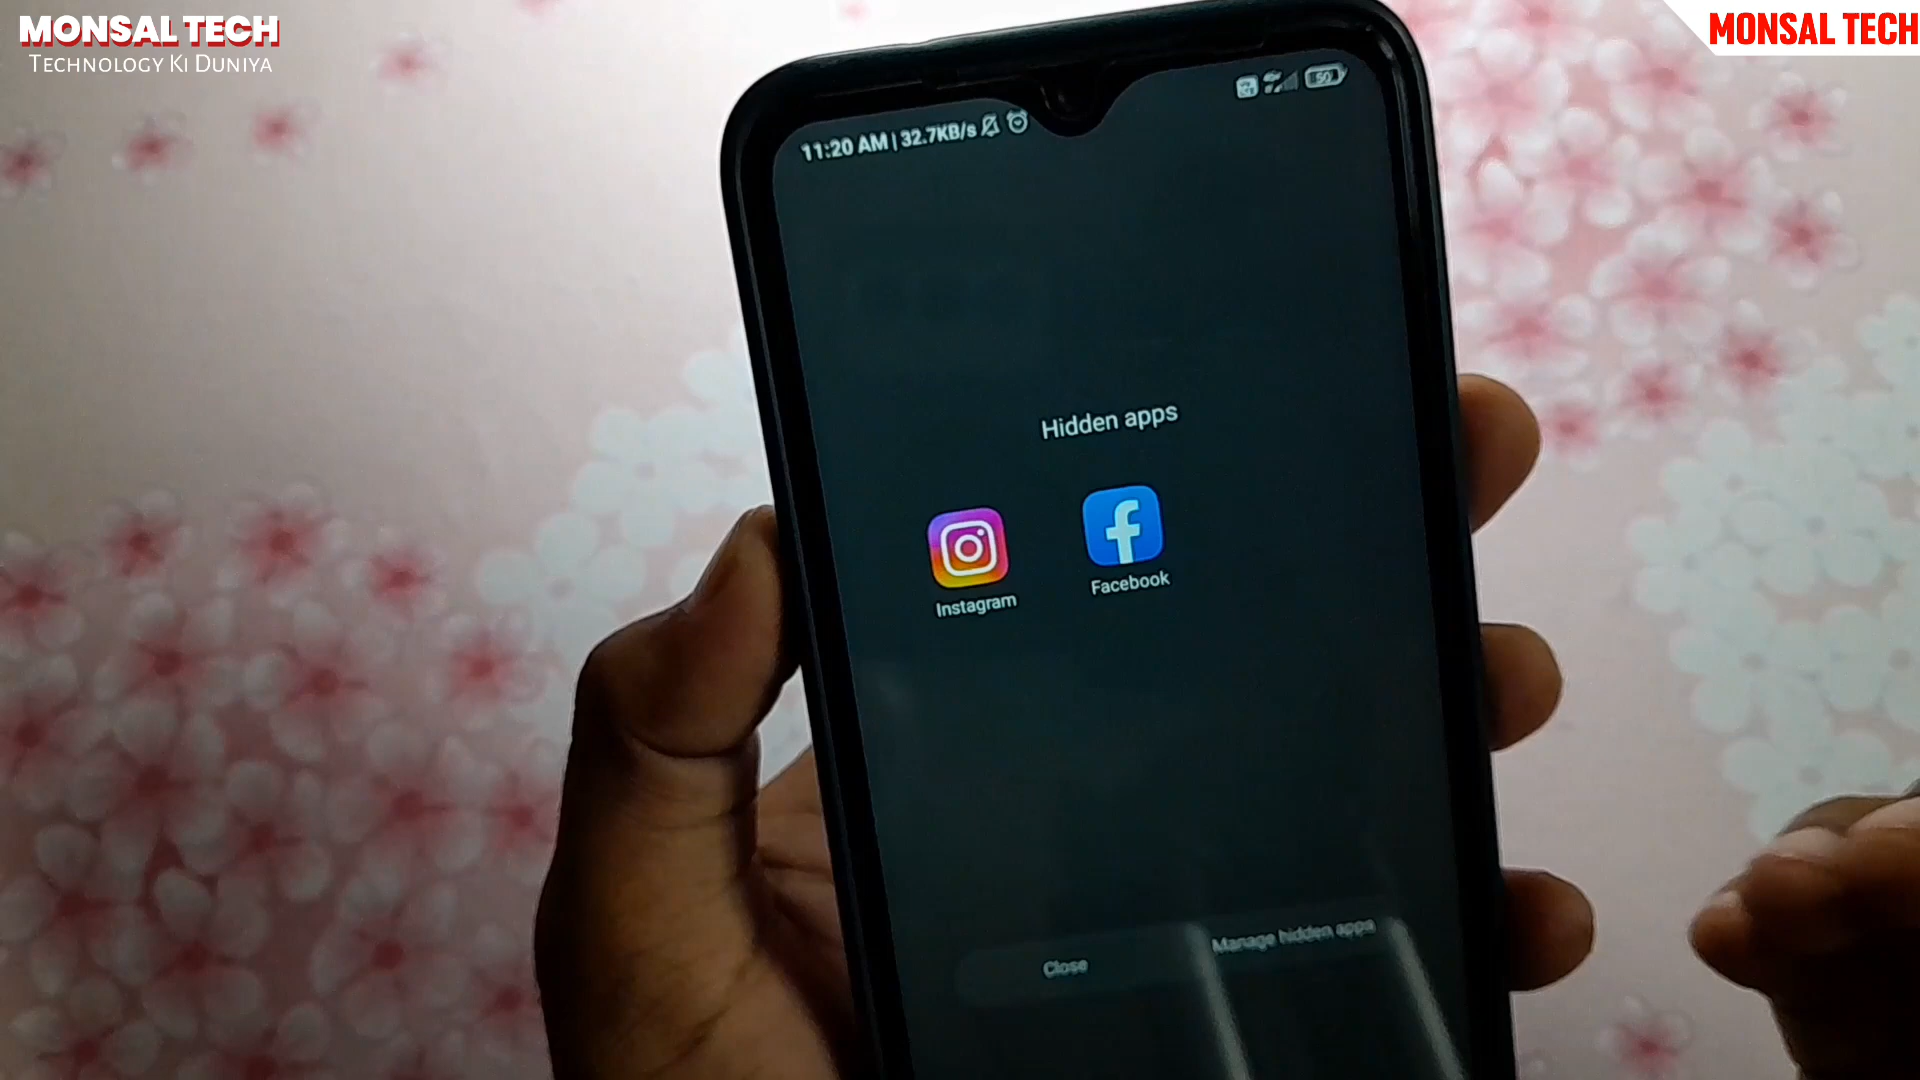 MONSAL TECH
Technology Ki Duniya
MONSAL TECH
11:20 AM | 32.7KB/s
50
Hidden apps
Instagram
Facebook
Close
Manage hidden apps